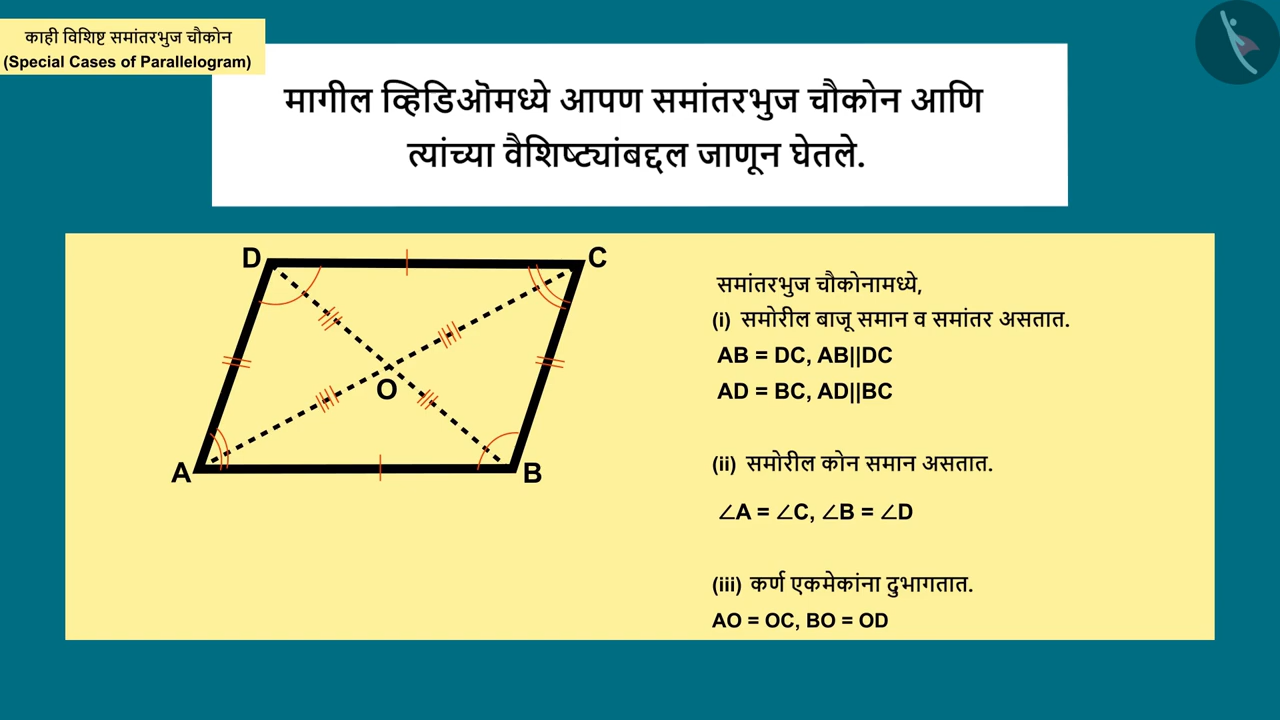 काही विशिष्ट समांतरभुज चौकोन
(Special Cases of Parallelogram)
मागील व्हिडिओमध्ये आपण समांतरभुज चौकोन आणि
त्यांच्या वैशिष्ट्यांबद्दल जाणून घेतले.
D
C
O
A
B
समांतरभुज चौकोनामध्ये,
(i) समोरील बाजू समान व समांतर असतात.
AB = DC, AB||DC
AD = BC, AD||BC
(ii) समोरील कोन समान असतात.
∠A = ∠C, ∠B = ∠D
(iii) कर्ण एकमेकांना दुभागतात.
AO = OC, BO = OD